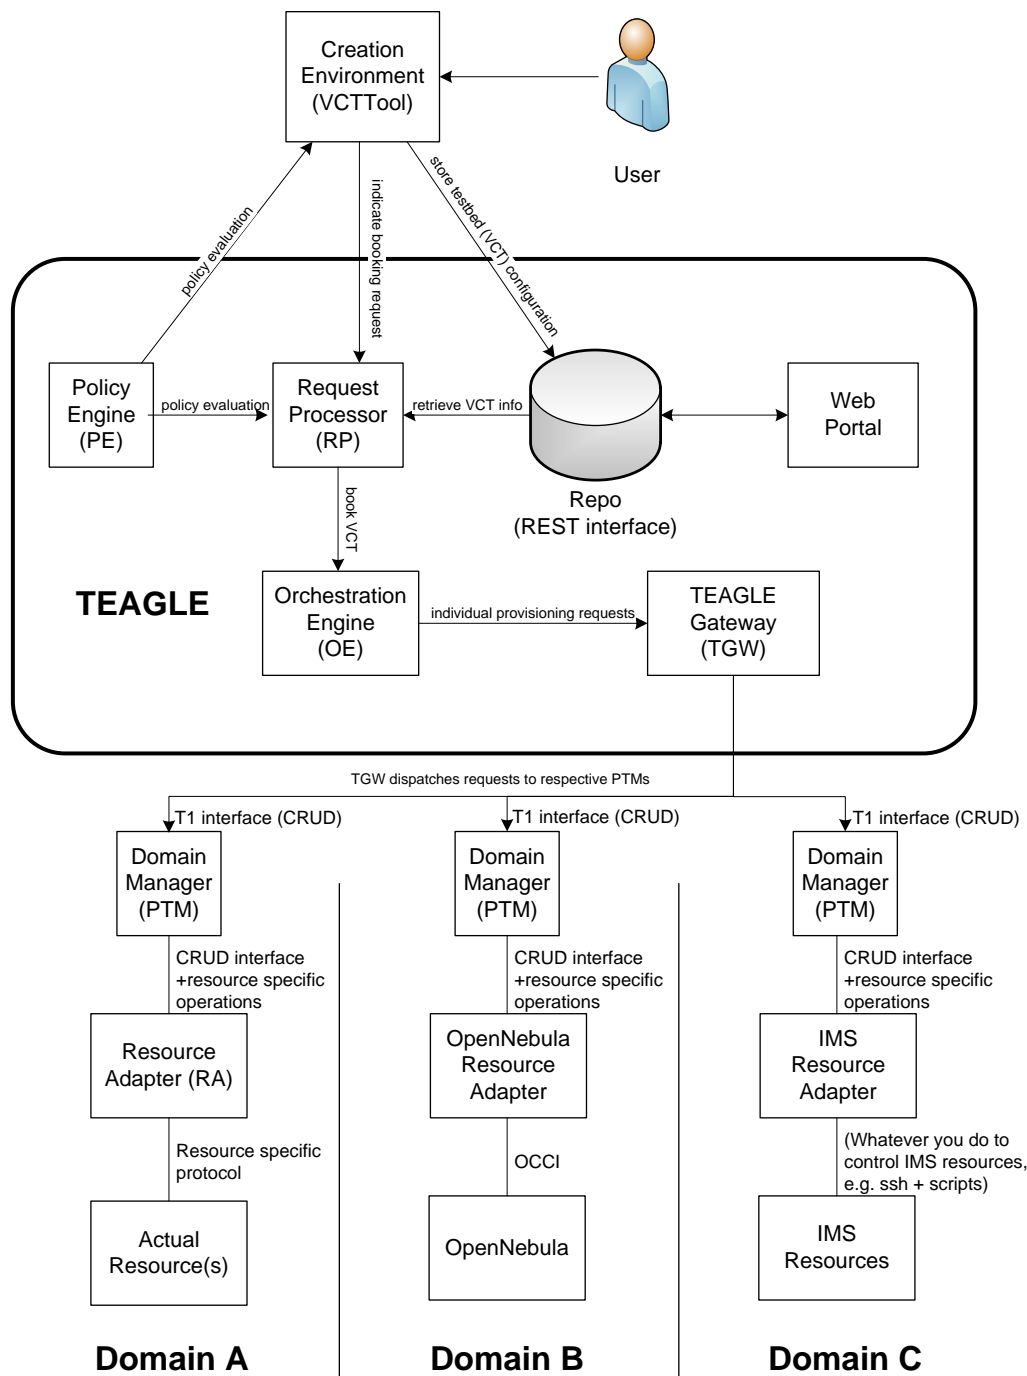 Creation
Environment
(VCTTool)
User
policy evaluation
indicate booking request
store testbed (VCT) configuration
Policy
Engine
(PE)
policy evaluation
Request
Processor
(RP)
retrieve VCT info
Repo
(REST interface)
Web
Portal
book VCT
TEAGLE
Orchestration
Engine
(OE)
individual provisioning requests
TEAGLE
Gateway
(TGW)
TGW dispatches requests to respective PTMs
T1 interface (CRUD)
T1 interface (CRUD)
T1 interface (CRUD)
Domain
Manager
(PTM)
Domain
Manager
(PTM)
Domain
Manager
(PTM)
CRUD interface
+resource specific
operations
CRUD interface
+resource specific
operations
CRUD interface
+resource specific
operations
Resource
Adapter (RA)
OpenNebula
Resource
Adapter
IMS
Resource
Adapter
Resource specific
protocol
OCCI
(Whatever you do to
control IMS resources,
e.g. ssh + scripts)
Actual
Resource(s)
OpenNebula
IMS
Resources
Domain A
Domain B
Domain C